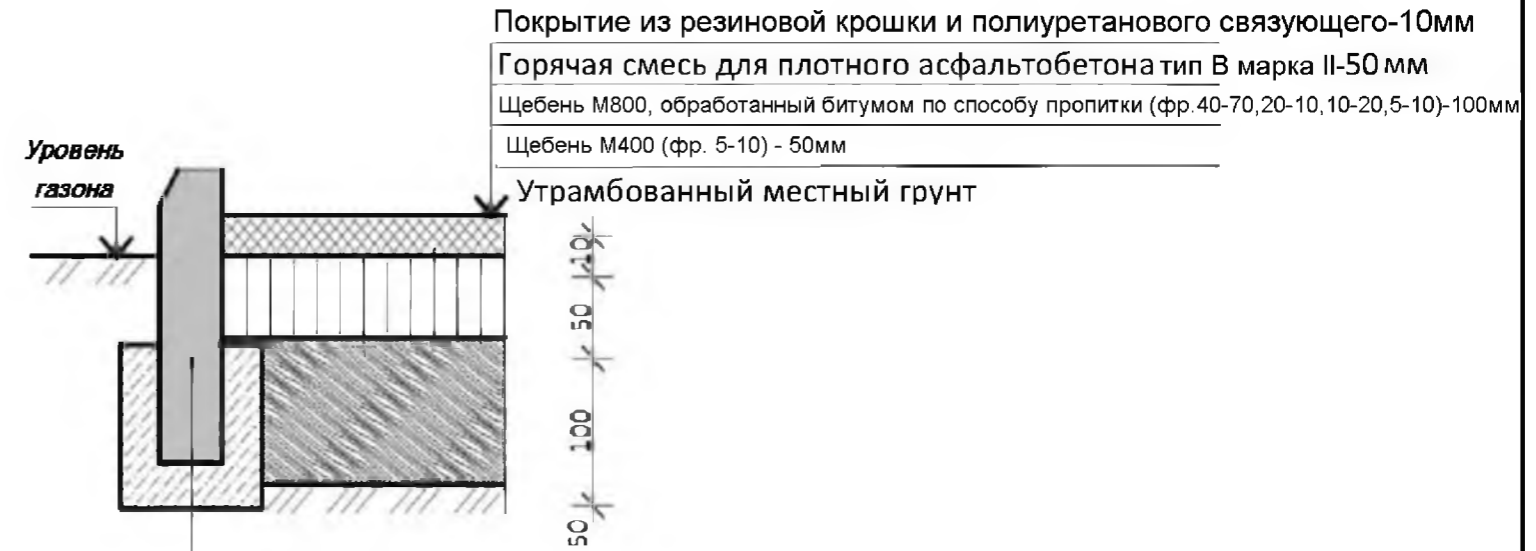 Покрытие из резиновой крошки и полиуретанового связующего-10мм
Горячая смесь для плотного асфальтобетона тип В марка II-50 мм
Щебень М800, обработанный битумом по способу пропитки (фр.40-70,20-10,10-20,5-10)-100мм
Щебень М400 (фр. 5-10) - 50мм
Утрамбованный местный грунт
Уровень
газона
10
50
100
50